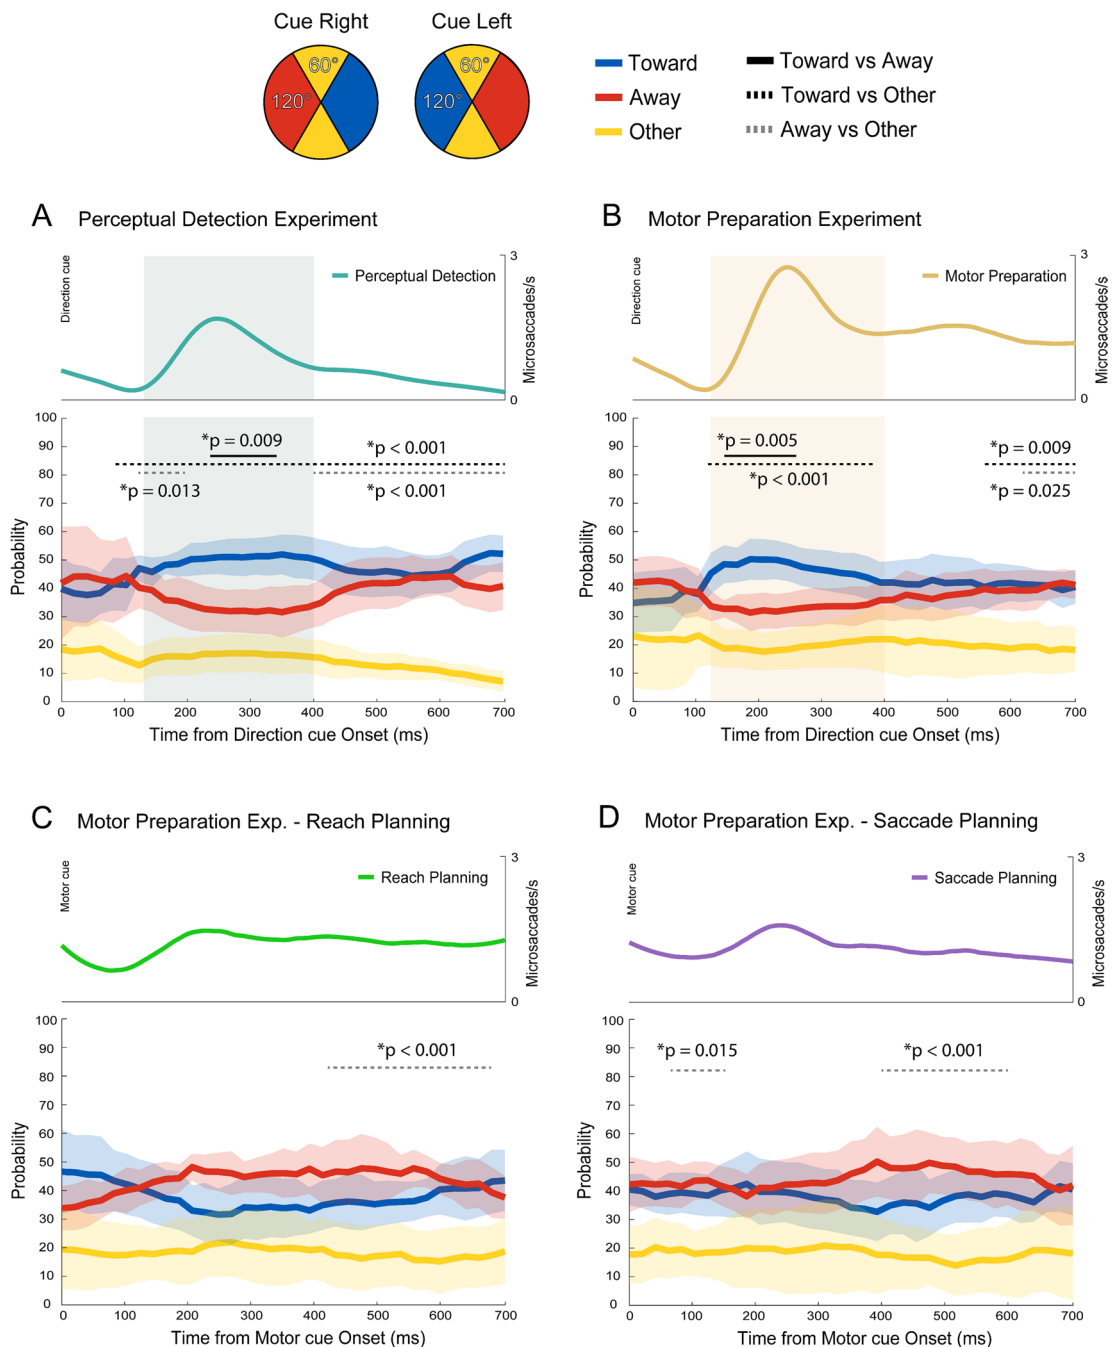 Cue Right
Cue Left
60°
120°
60°
120°
Toward
Away
Other
Toward vs Away
Toward vs Other
Away vs Other
A Perceptual Detection Experiment
Direction cue
Perceptual Detection
3
0
Microsaccades/s
100
90
80
70
60
50
40
30
20
10
0
Probability
*p = 0.009
*p < 0.001
*p = 0.013
*p < 0.001
0 100 200 300 400 500 600 700
Time from Direction cue Onset (ms)
B Motor Preparation Experiment
Direction cue
Motor Preparation
3
0
Microsaccades/s
100
90
80
70
60
50
40
30
20
10
0
Probability
*p = 0.005
*p < 0.001
*p = 0.009
*p = 0.025
0 100 200 300 400 500 600 700
Time from Direction cue Onset (ms)
C Motor Preparation Exp. - Reach Planning
Motor cue
Reach Planning
3
0
Microsaccades/s
100
90
80
70
60
50
40
30
20
10
0
Probability
*p < 0.001
0 100 200 300 400 500 600 700
Time from Motor cue Onset (ms)
D Motor Preparation Exp. - Saccade Planning
Motor cue
Saccade Planning
3
0
Microsaccades/s
100
90
80
70
60
50
40
30
20
10
0
Probability
*p = 0.015
*p < 0.001
0 100 200 300 400 500 600 700
Time from Motor cue Onset (ms)